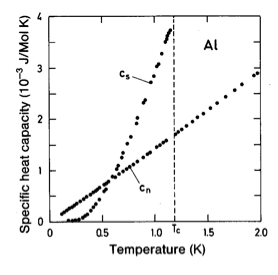 Specific heat capacity (10⁻³ J/Mol K)
4
3
2
1
0
Al
cₛ
cₙ
0 0.5 1.0 T_c 1.5 2.0
Temperature (K)